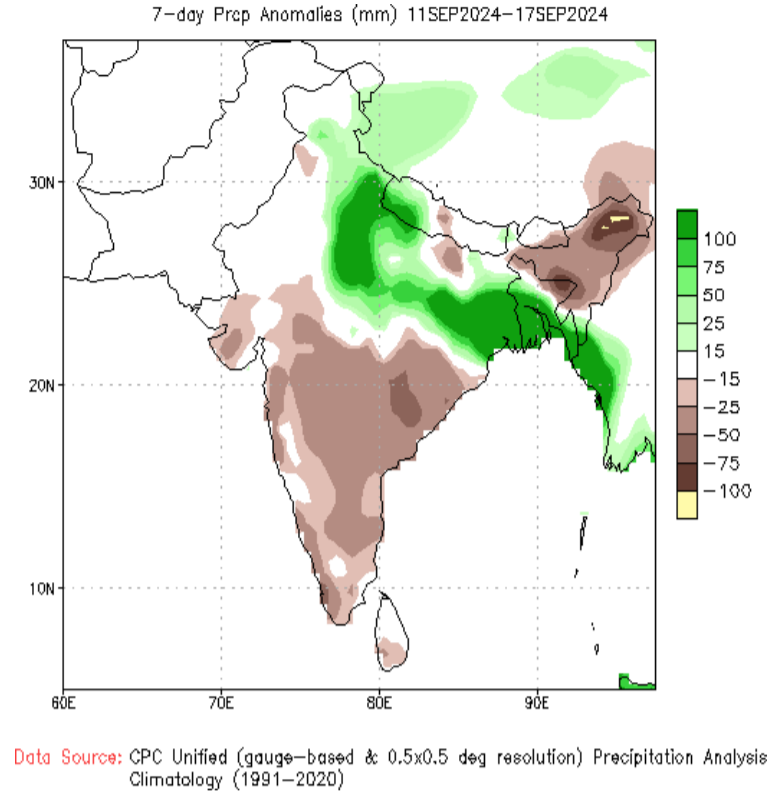 7-day Prcp Anomalies (mm) 11SEP2024-17SEP2024
30N
20N
10N
60E 70E 80E 90E
100
75
50
25
15
-15
-25
-50
-75
-100
Data Source: CPC Unified (gauge-based & 0.5x0.5 deg resolution) Precipitation Analysis
Climatology (1991-2020)